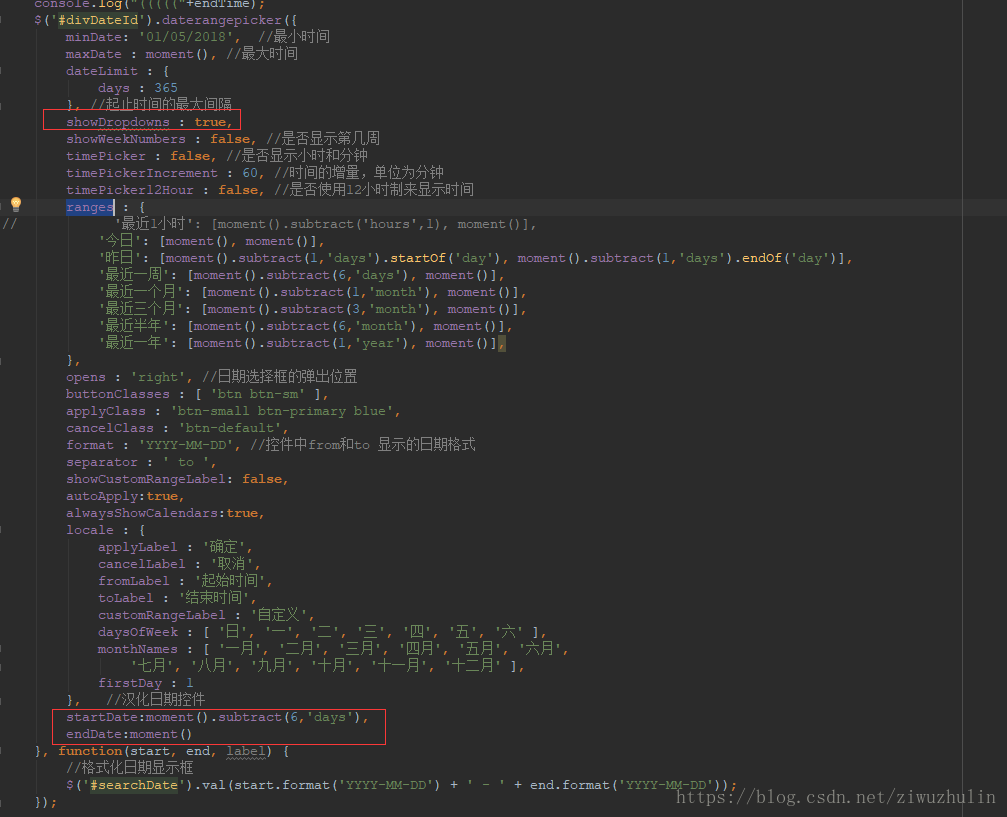 console.log("(((((("+endTime);
$('#divDateId').daterangepicker({
minDate: '01/05/2018',  //最小时间
maxDate : moment(), //最大时间
dateLimit : {
days : 365
}, //起止时间的最大间隔
showDropdowns : true,
showWeekNumbers : false, //是否显示第几周
timePicker : false, //是否显示小时和分钟
timePickerIncrement : 60, //时间的增量，单位为分钟
timePicker12Hour : false, //是否使用12小时制来显示时间
ranges : {
//            '最近1小时': [moment().subtract('hours',1), moment()],
'今日': [moment(), moment()],
'昨日': [moment().subtract(1,'days').startOf('day'), moment().subtract(1,'days').endOf('day')],
'最近一周': [moment().subtract(6,'days'), moment()],
'最近一个月': [moment().subtract(1,'month'), moment()],
'最近三个月': [moment().subtract(3,'month'), moment()],
'最近半年': [moment().subtract(6,'month'), moment()],
'最近一年': [moment().subtract(1,'year'), moment()],
},
opens : 'right', //日期选择框的弹出位置
buttonClasses : [ 'btn btn-sm' ],
applyClass : 'btn-small btn-primary blue',
cancelClass : 'btn-default',
format : 'YYYY-MM-DD', //控件中from和to 显示的日期格式
separator : ' to ',
showCustomRangeLabel: false,
autoApply:true,
alwaysShowCalendars:true,
locale : {
applyLabel : '确定',
cancelLabel : '取消',
fromLabel : '起始时间',
toLabel : '结束时间',
customRangeLabel : '自定义',
daysOfWeek : [ '日', '一', '二', '三', '四', '五', '六' ],
monthNames : [ '一月', '二月', '三月', '四月', '五月', '六月',
'七月', '八月', '九月', '十月', '十一月', '十二月' ],
firstDay : 1
},   //汉化日期控件
startDate:moment().subtract(6,'days'),
endDate:moment()
}, function(start, end, label) {
//格式化日期显示框
$('#searchDate').val(start.format('YYYY-MM-DD') + ' - ' + end.format('YYYY-MM-DD'));
});
https://blog.csdn.net/ziwuzhulin